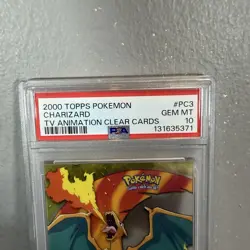 2000 TOPPS POKEMON #PC3
CHARIZARD GEM MT
TV ANIMATION CLEAR CARDS 10
PSA 131635371
POKéMON